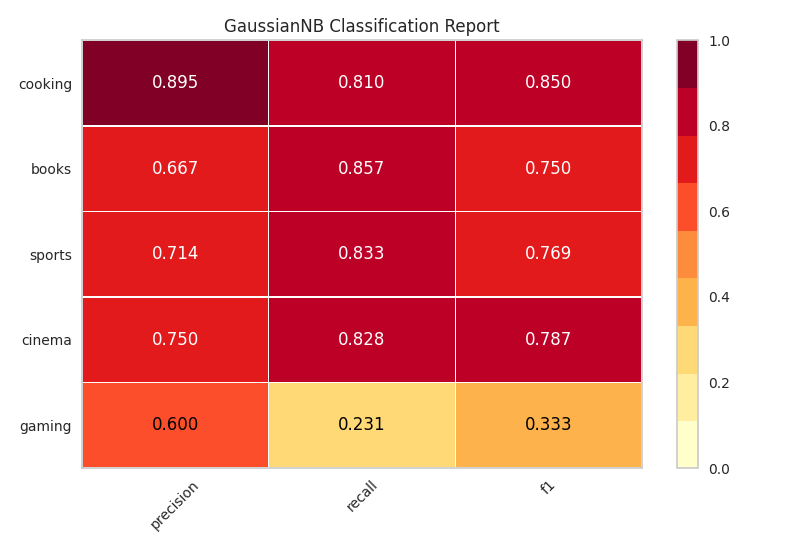 GaussianNB Classification Report
cooking 0.895 0.810 0.850
books 0.667 0.857 0.750
sports 0.714 0.833 0.769
cinema 0.750 0.828 0.787
gaming 0.600 0.231 0.333
precision recall f1
1.0
0.8
0.6
0.4
0.2
0.0